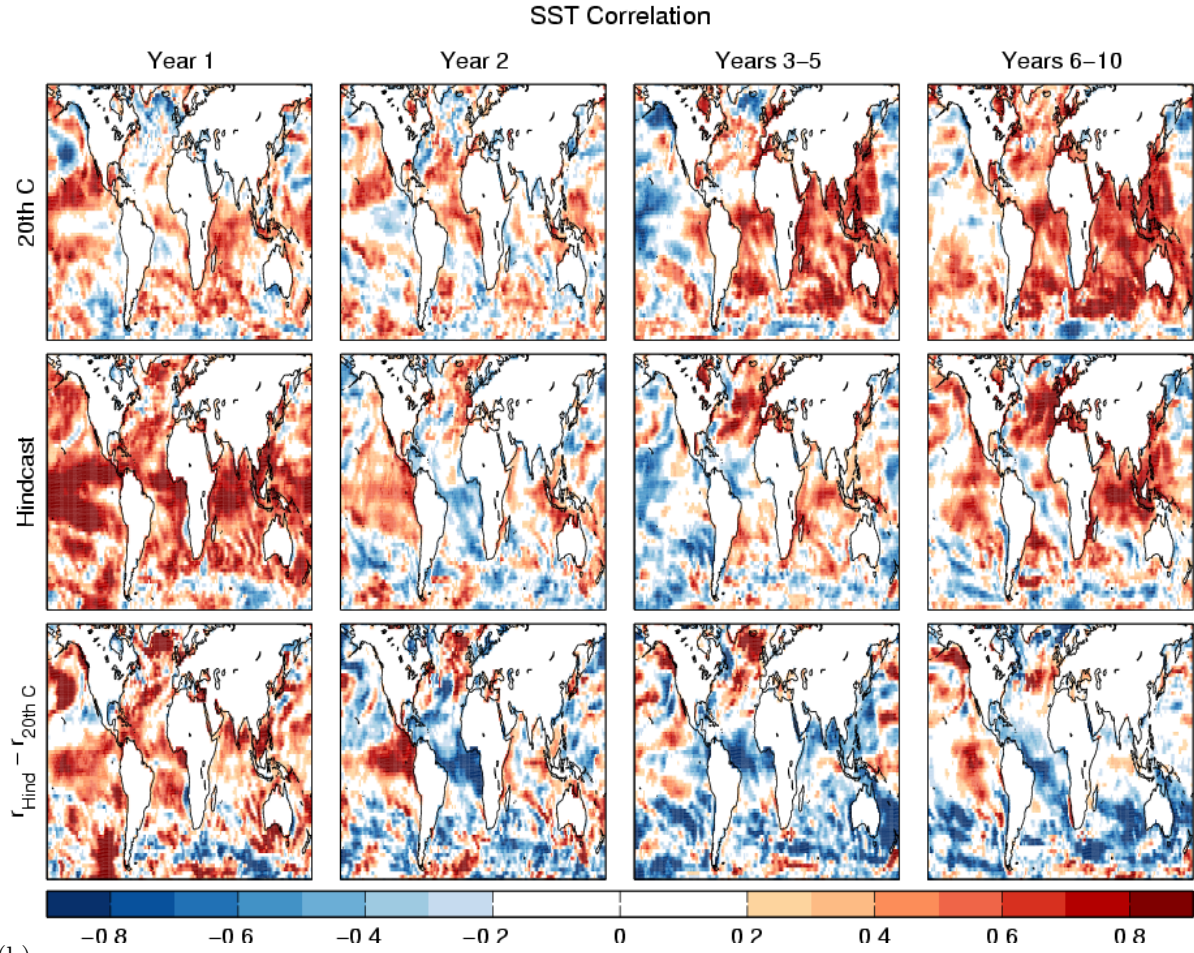 SST Correlation
Year 1 Year 2 Years 3–5 Years 6–10
20th C
Hindcast
rHind – r20th C
−0.8 −0.6 −0.4 −0.2 0 0.2 0.4 0.6 0.8